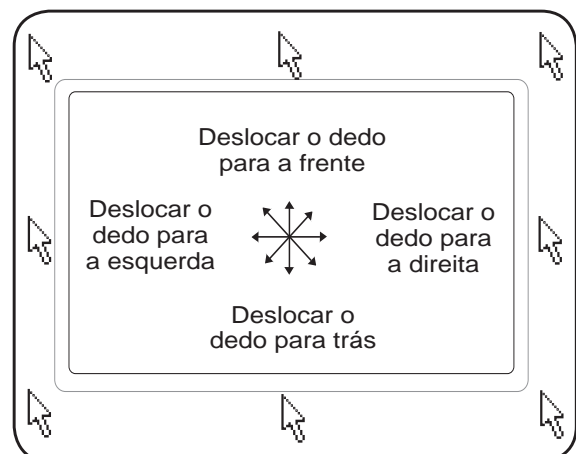 Deslocar o dedo
para a frente
Deslocar o
dedo para
a esquerda
Deslocar o
dedo para
a direita
Deslocar o
dedo para trás